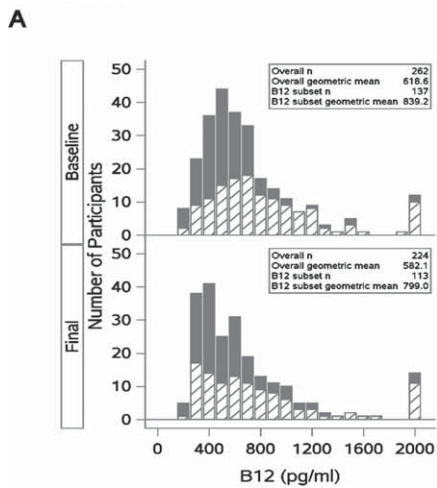 A
Baseline
Final
Number of Participants
50
40
30
20
10
0
Overall n 262
Overall geometric mean 618.6
B12 subset n 137
B12 subset geometric mean 839.2
50
40
30
20
10
0
Overall n 224
Overall geometric mean 582.1
B12 subset n 113
B12 subset geometric mean 799.0
0 400 800 1200 1600 2000
B12 (pg/ml)